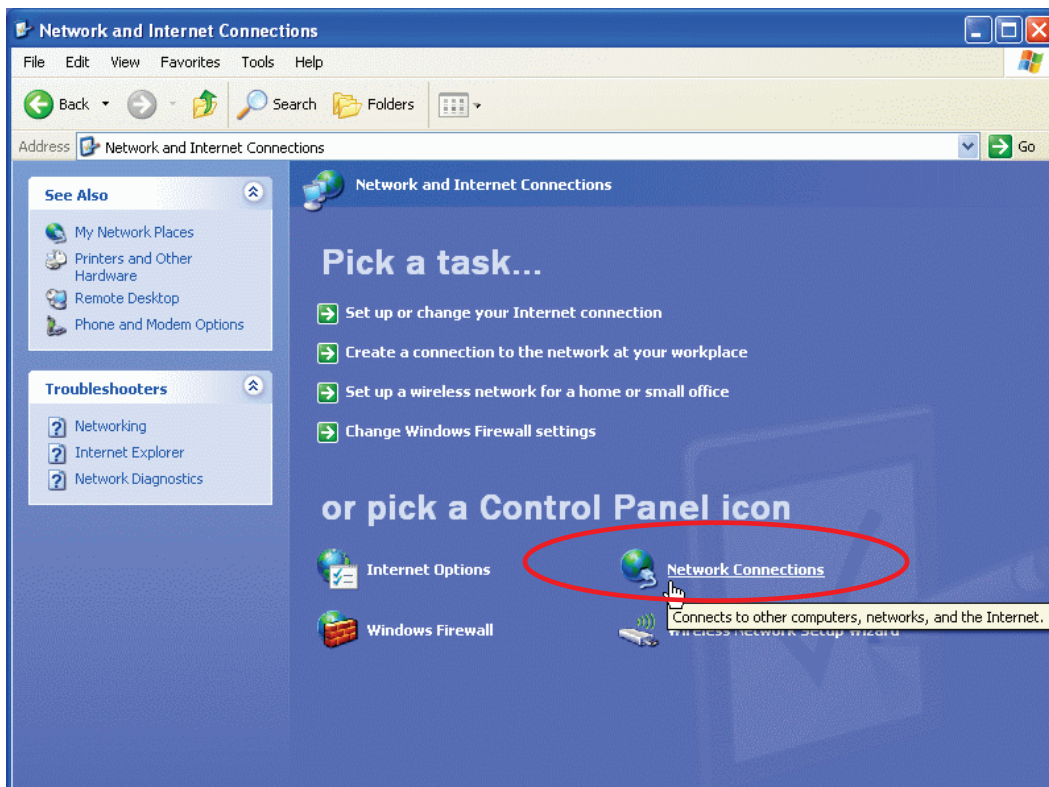 Network and Internet Connections
File Edit View Favorites Tools Help
Back Search Folders
Address Network and Internet Connections Go
See Also
My Network Places
Printers and Other
Hardware
Remote Desktop
Phone and Modem Options
Troubleshooters
Networking
Internet Explorer
Network Diagnostics
Network and Internet Connections
Pick a task...
Set up or change your Internet connection
Create a connection to the network at your workplace
Set up a wireless network for a home or small office
Change Windows Firewall settings
or pick a Control Panel icon
Internet Options
Network Connections
Connects to other computers, networks, and the Internet.
Windows Firewall
Wireless Network Setup Wizard